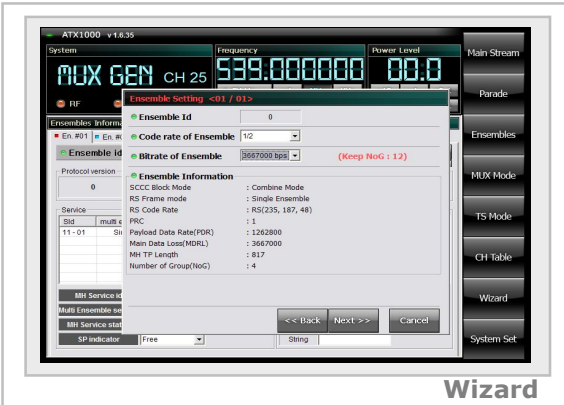 ATX1000 v 1.6.35
System
Frequency
Power Level
Main Stream
MUX GEN CH 25
539.000000
00.0
RF
Parade
Ensemble Setting <01 / 01>
Ensembles Informa
En. #01
En. #
Ensemble Id 0
Ensembles
Ensemble id
Code rate of Ensemble 1/2
Protocol version
0
Bitrate of Ensemble 3667000 bps (Keep NoG : 12)
MUX Mode
Ensemble Information
SCCC Block Mode : Combine Mode
RS Frame mode : Single Ensemble
RS Code Rate : RS(235, 187, 48)
PRC : 1
Payload Data Rate(PDR) : 1262800
Main Data Loss(MDRL) : 3667000
MH TP Length : 817
Number of Group(NoG) : 4
Service
SId multi e
11 - 01 Si
TS Mode
CH Table
MH Service id
Multi Ensemble se
MH Service stat
SP indicator Free
String
<< Back Next >> Cancel
Wizard
System Set
Wizard